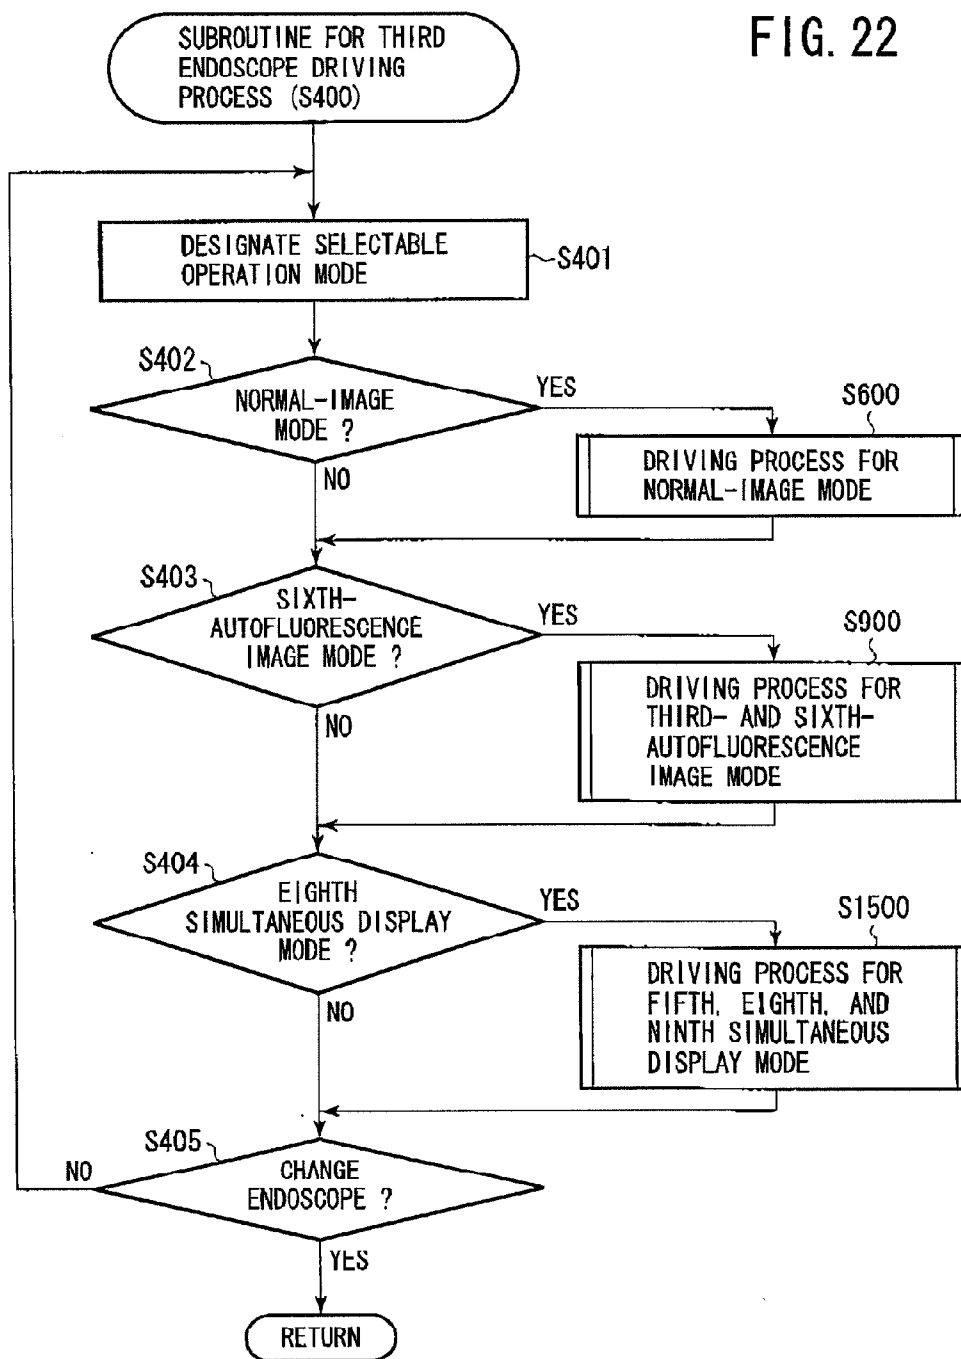 FIG. 22
SUBROUTINE FOR THIRD
ENDOSCOPE DRIVING
PROCESS (S400)
DESIGNATE SELECTABLE
OPERATION MODE
S401
S402
NORMAL-IMAGE
MODE ?
YES
NO
S600
DRIVING PROCESS FOR
NORMAL-IMAGE MODE
S403
SIXTH-
AUTOFLUORESCENCE
IMAGE MODE ?
YES
NO
S900
DRIVING PROCESS FOR
THIRD- AND SIXTH-
AUTOFLUORESCENCE
IMAGE MODE
S404
EIGHTH
SIMULTANEOUS DISPLAY
MODE ?
YES
NO
S1500
DRIVING PROCESS FOR
FIFTH, EIGHTH, AND
NINTH SIMULTANEOUS
DISPLAY MODE
S405
NO
CHANGE
ENDOSCOPE ?
YES
RETURN